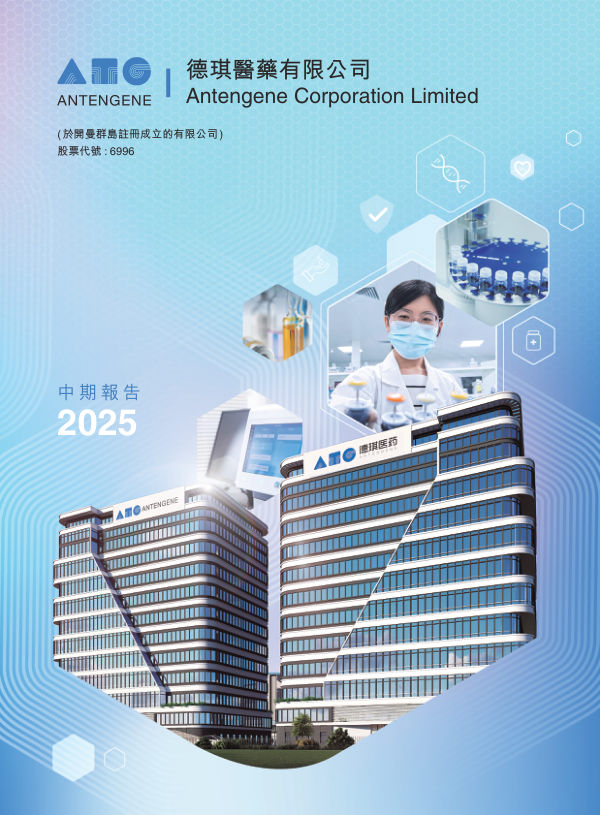 ATG
ANTENGENE
德琪醫藥有限公司
Antengene Corporation Limited
(於開曼群島註冊成立的有限公司)
股票代號 : 6996
中期報告
2025
ATG 德琪医药
ANTENGENE
ATG ANTENGENE